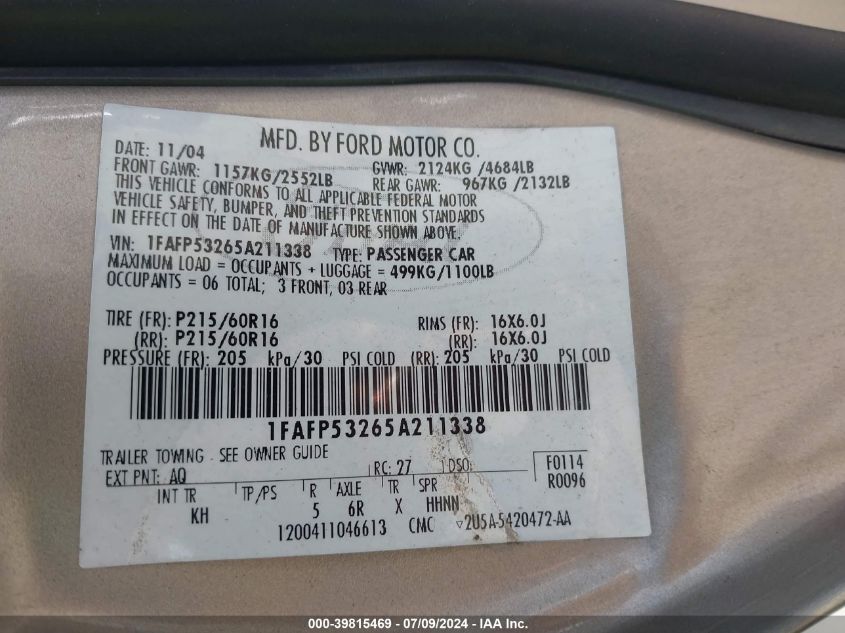 MFD. BY FORD MOTOR CO.
DATE: 11/04
FRONT GAWR: 1157KG/2552LB
GVWR: 2124KG /4684LB
REAR GAWR: 967KG /2132LB
THIS VEHICLE CONFORMS TO ALL APPLICABLE FEDERAL MOTOR
VEHICLE SAFETY, BUMPER, AND THEFT PREVENTION STANDARDS
IN EFFECT ON THE DATE OF MANUFACTURE SHOWN ABOVE.
VIN: 1FAFP53265A211338 TYPE: PASSENGER CAR
MAXIMUM LOAD = OCCUPANTS + LUGGAGE = 499KG/1100LB
OCCUPANTS = 06 TOTAL; 3 FRONT, 03 REAR
TIRE (FR): P215/60R16 RIMS (FR): 16X6.0J
(RR): P215/60R16 (RR): 16X6.0J
PRESSURE (FR): 205 kPa/30 PSI COLD (RR): 205 kPa/30 PSI COLD
1FAFP53265A211338
TRAILER TOWING - SEE OWNER GUIDE
EXT PNT: AQ RC: 27 DSO: F0114
R0096
INT TR TP/PS R AXLE TR SPR
KH 5 6R X HHNN
1200411046613 CMC ▽2U5A-5420472-AA
000-39815469 - 07/09/2024 - IAA Inc.